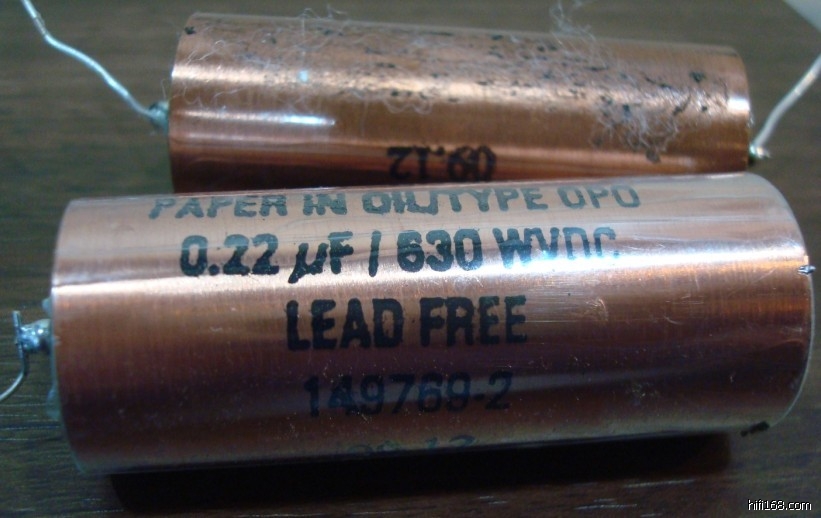 09.12
PAPER IN OIL/TYPE OPO
0.22 µF / 630 WVDC
LEAD FREE
149769-2
hifi168.com